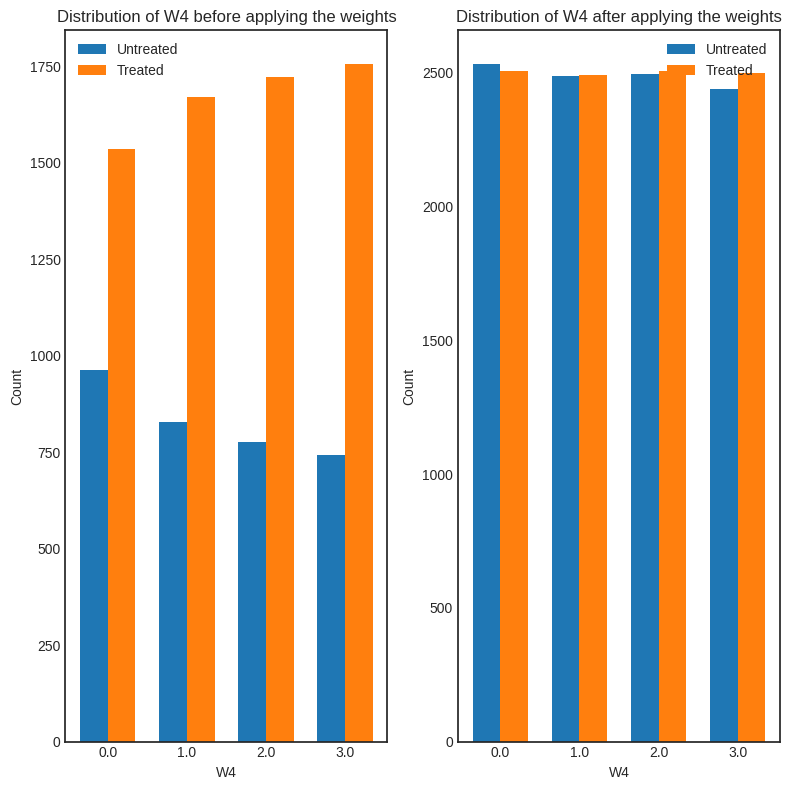 Distribution of W4 before applying the weights
Untreated
Treated
1750
1500
1250
1000
750
500
250
0
Count
0.0 1.0 2.0 3.0
W4
Distribution of W4 after applying the weights
Untreated
Treated
2500
2000
1500
1000
500
0
Count
0.0 1.0 2.0 3.0
W4